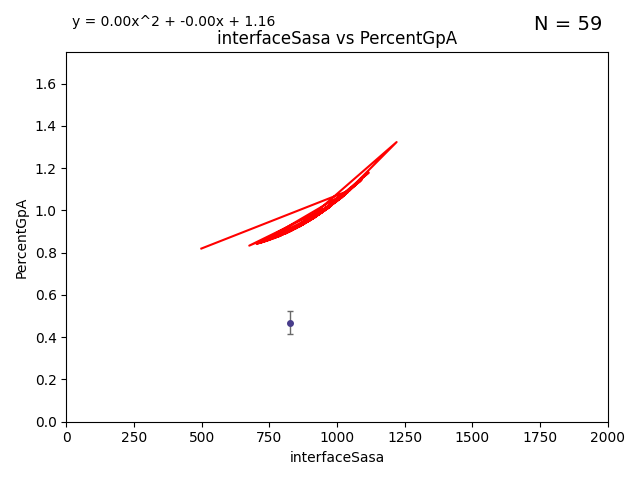 y = 0.00x^2 + -0.00x + 1.16
N = 59
interfaceSasa vs PercentGpA
PercentGpA
1.6
1.4
1.2
1.0
0.8
0.6
0.4
0.2
0.0
0 250 500 750 1000 1250 1500 1750 2000
interfaceSasa